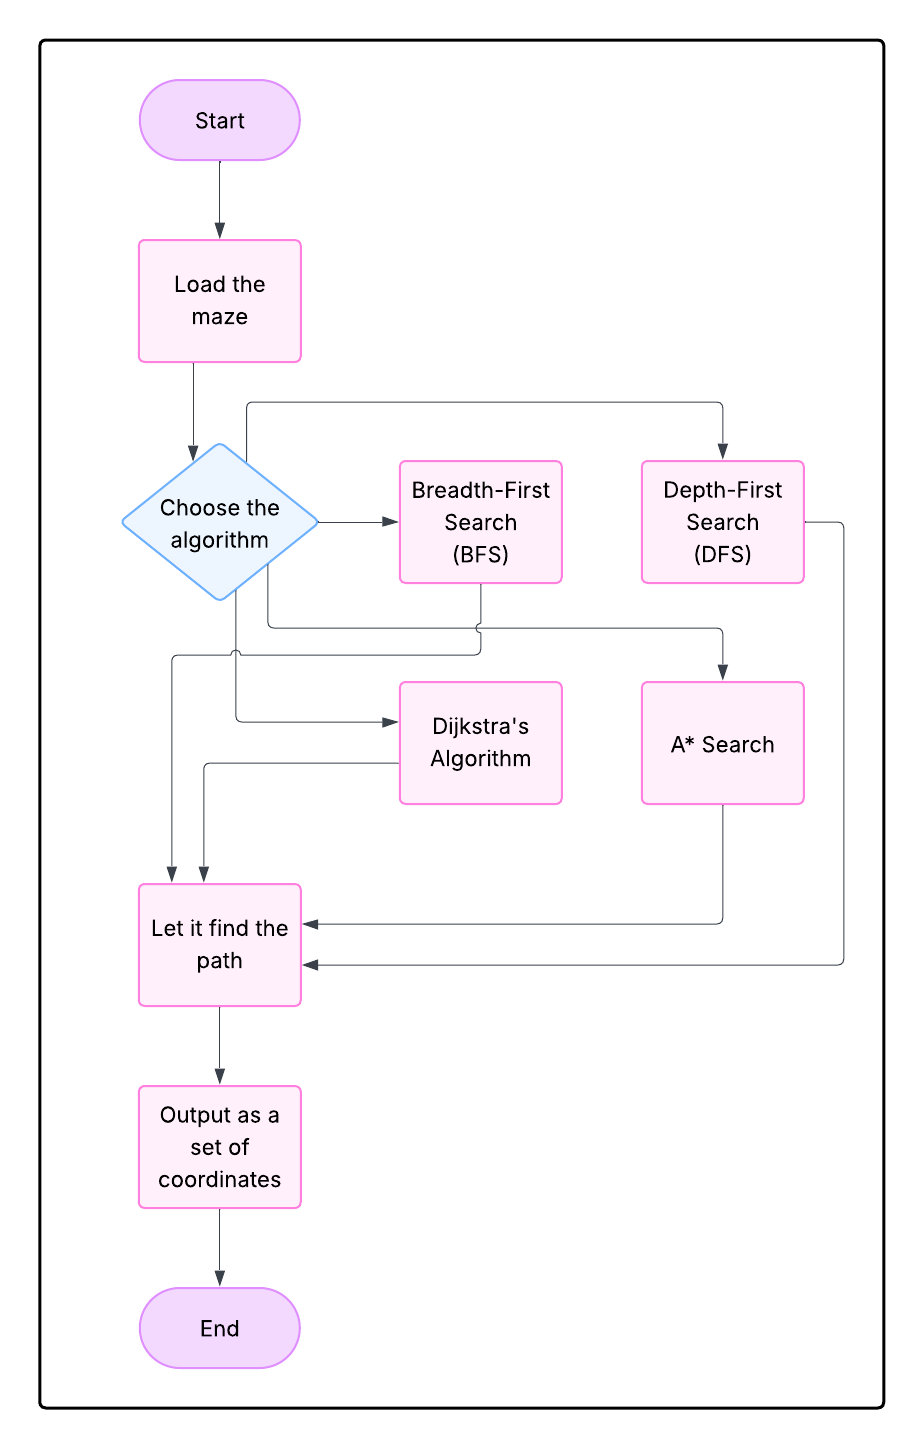 Start
Load the
maze
Choose the
algorithm
Breadth-First
Search
(BFS)
Depth-First
Search
(DFS)
Dijkstra's
Algorithm
A* Search
Let it find the
path
Output as a
set of
coordinates
End